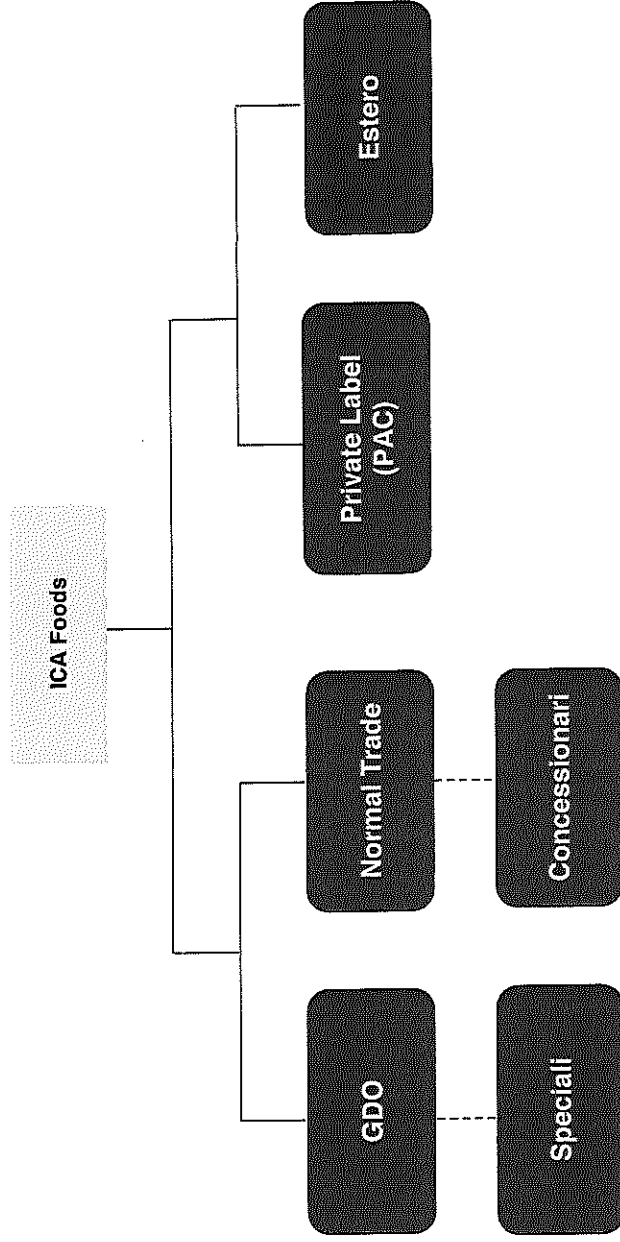 ICA Foods
GDO
Normal Trade
Private Label
(PAC)
Estero
Speciali
Concessionari